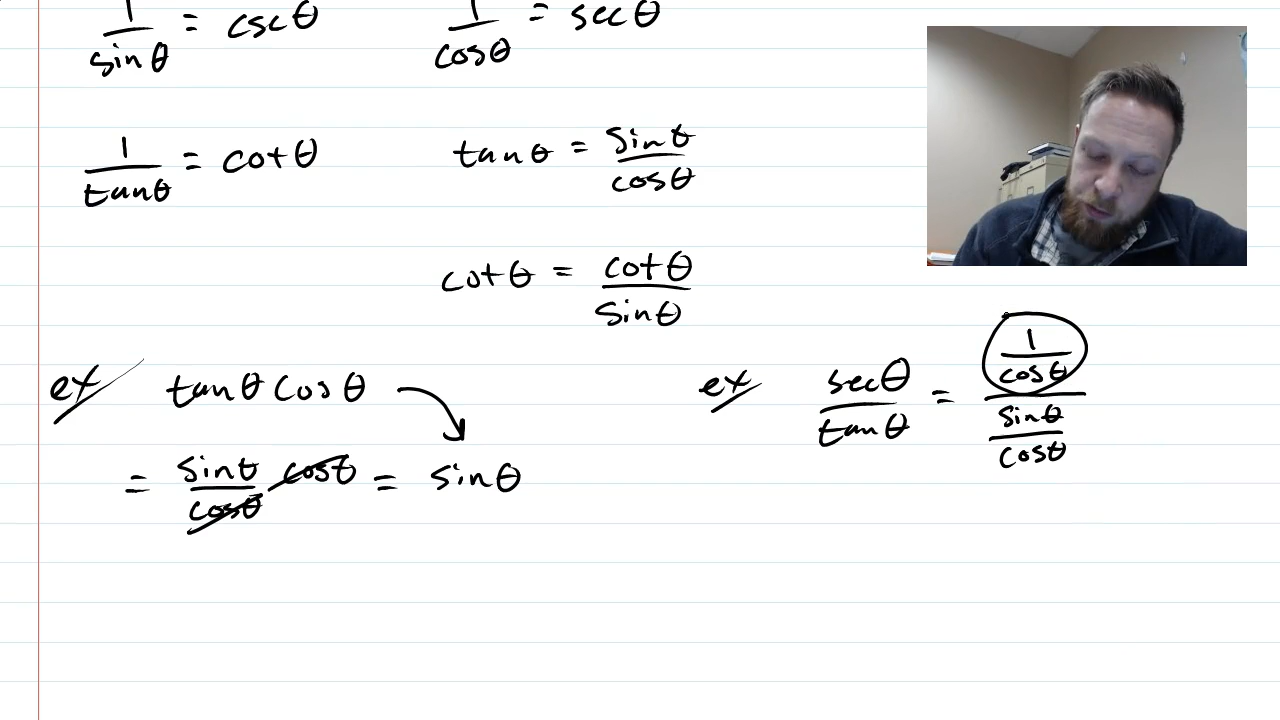 1/sinθ = cscθ   1/cosθ = secθ
1/tanθ = cotθ   tanθ = sinθ/cosθ
cotθ = cotθ/sinθ
ex tanθ cosθ
= sinθ/cosθ cosθ = sinθ
ex secθ/tanθ = (1/cosθ)/(sinθ/cosθ)